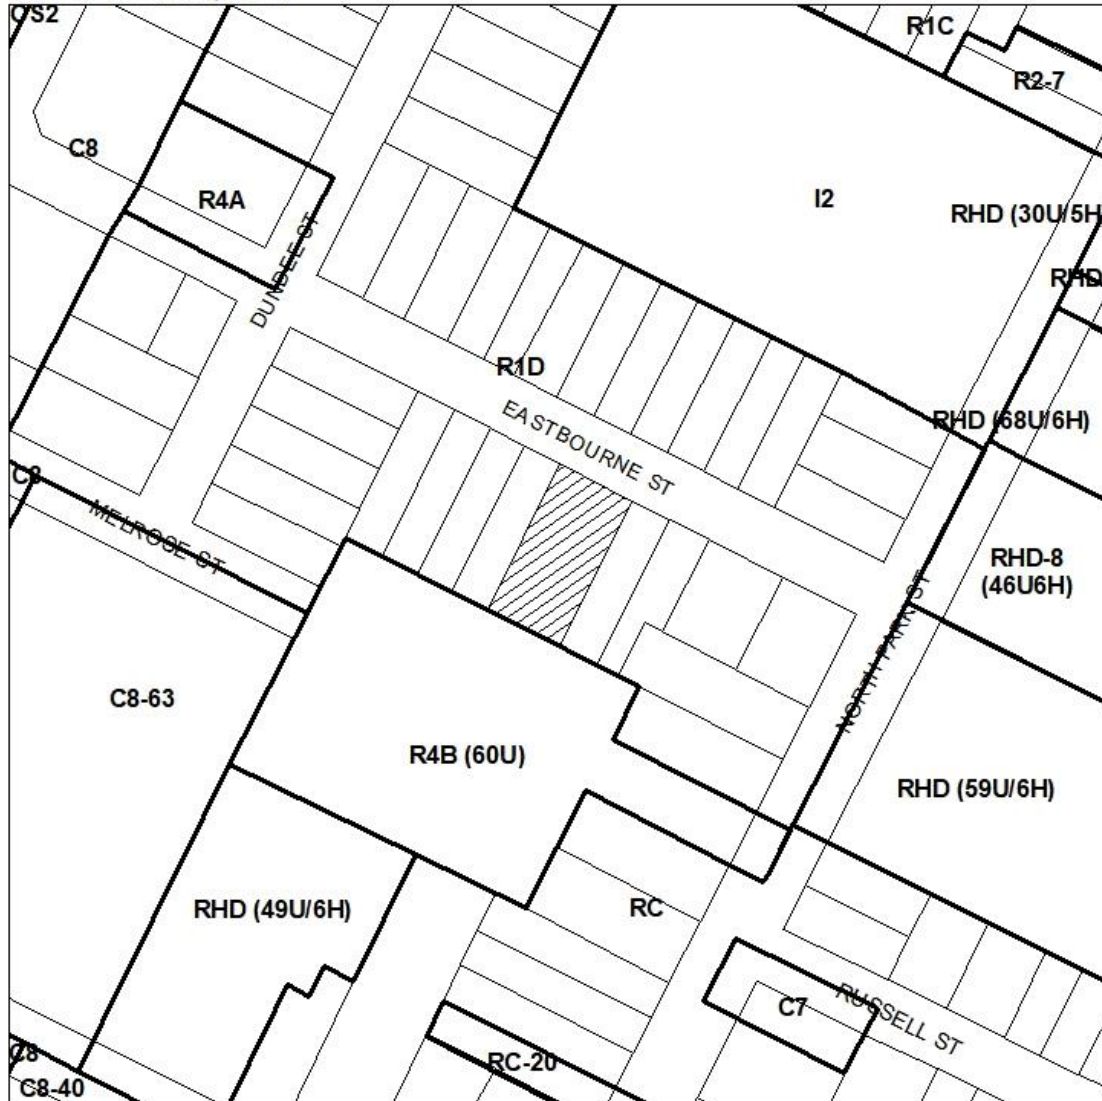 OS2
R1C
R2-7
C8
R4A
I2
RHD (30U/5H
DUNDEE ST
RHD
R1D
EASTBOURNE ST
RHD (68U/6H)
C8
MELROSE ST
RHD-8
(46U6H)
NORTH PARK ST
C8-63
R4B (60U)
RHD (59U/6H)
RHD (49U/6H)
RC
C7
RUSSELL ST
C8
RC-20
C8-40